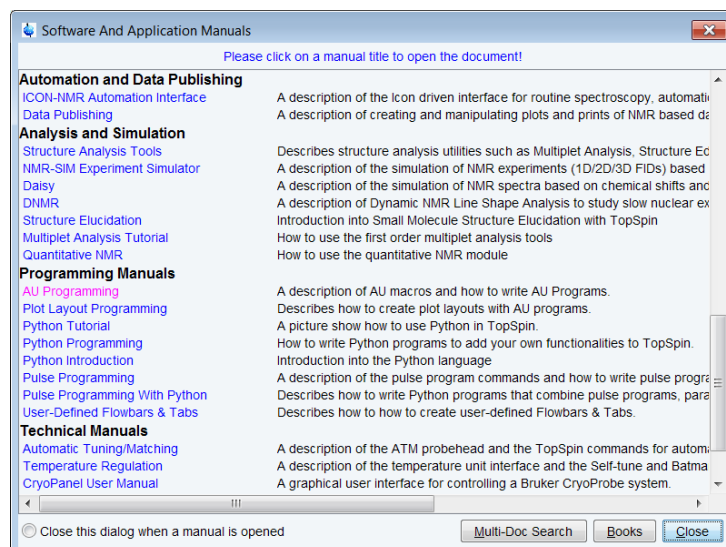 Software And Application Manuals
Please click on a manual title to open the document!
Automation and Data Publishing
ICON-NMR Automation Interface A description of the Icon driven interface for routine spectroscopy, automati
Data Publishing A description of creating and manipulating plots and prints of NMR based da
Analysis and Simulation
Structure Analysis Tools Describes structure analysis utilities such as Multiplet Analysis, Structure Ed
NMR-SIM Experiment Simulator A description of the simulation of NMR experiments (1D/2D/3D FIDs) based
Daisy A description of the simulation of NMR spectra based on chemical shifts and
DNMR A description of Dynamic NMR Line Shape Analysis to study slow nuclear ex
Structure Elucidation Introduction into Small Molecule Structure Elucidation with TopSpin
Multiplet Analysis Tutorial How to use the first order multiplet analysis tools
Quantitative NMR How to use the quantitative NMR module
Programming Manuals
AU Programming A description of AU macros and how to write AU Programs.
Plot Layout Programming Describes how to create plot layouts with AU programs.
Python Tutorial A picture show how to use Python in TopSpin.
Python Programming How to write Python programs to add your own functionalities to TopSpin.
Python Introduction Introduction into the Python language
Pulse Programming A description of the pulse program commands and how to write pulse progra
Pulse Programming With Python Describes how to write Python programs that combine pulse programs, para
User-Defined Flowbars & Tabs Describes how to how to create user-defined Flowbars & Tabs.
Technical Manuals
Automatic Tuning/Matching A description of the ATM probehead and the TopSpin commands for automa
Temperature Regulation A description of the temperature unit interface and the Self-tune and Batma
CryoPanel User Manual A graphical user interface for controlling a Bruker CryoProbe system.
Close this dialog when a manual is opened Multi-Doc Search Books Close